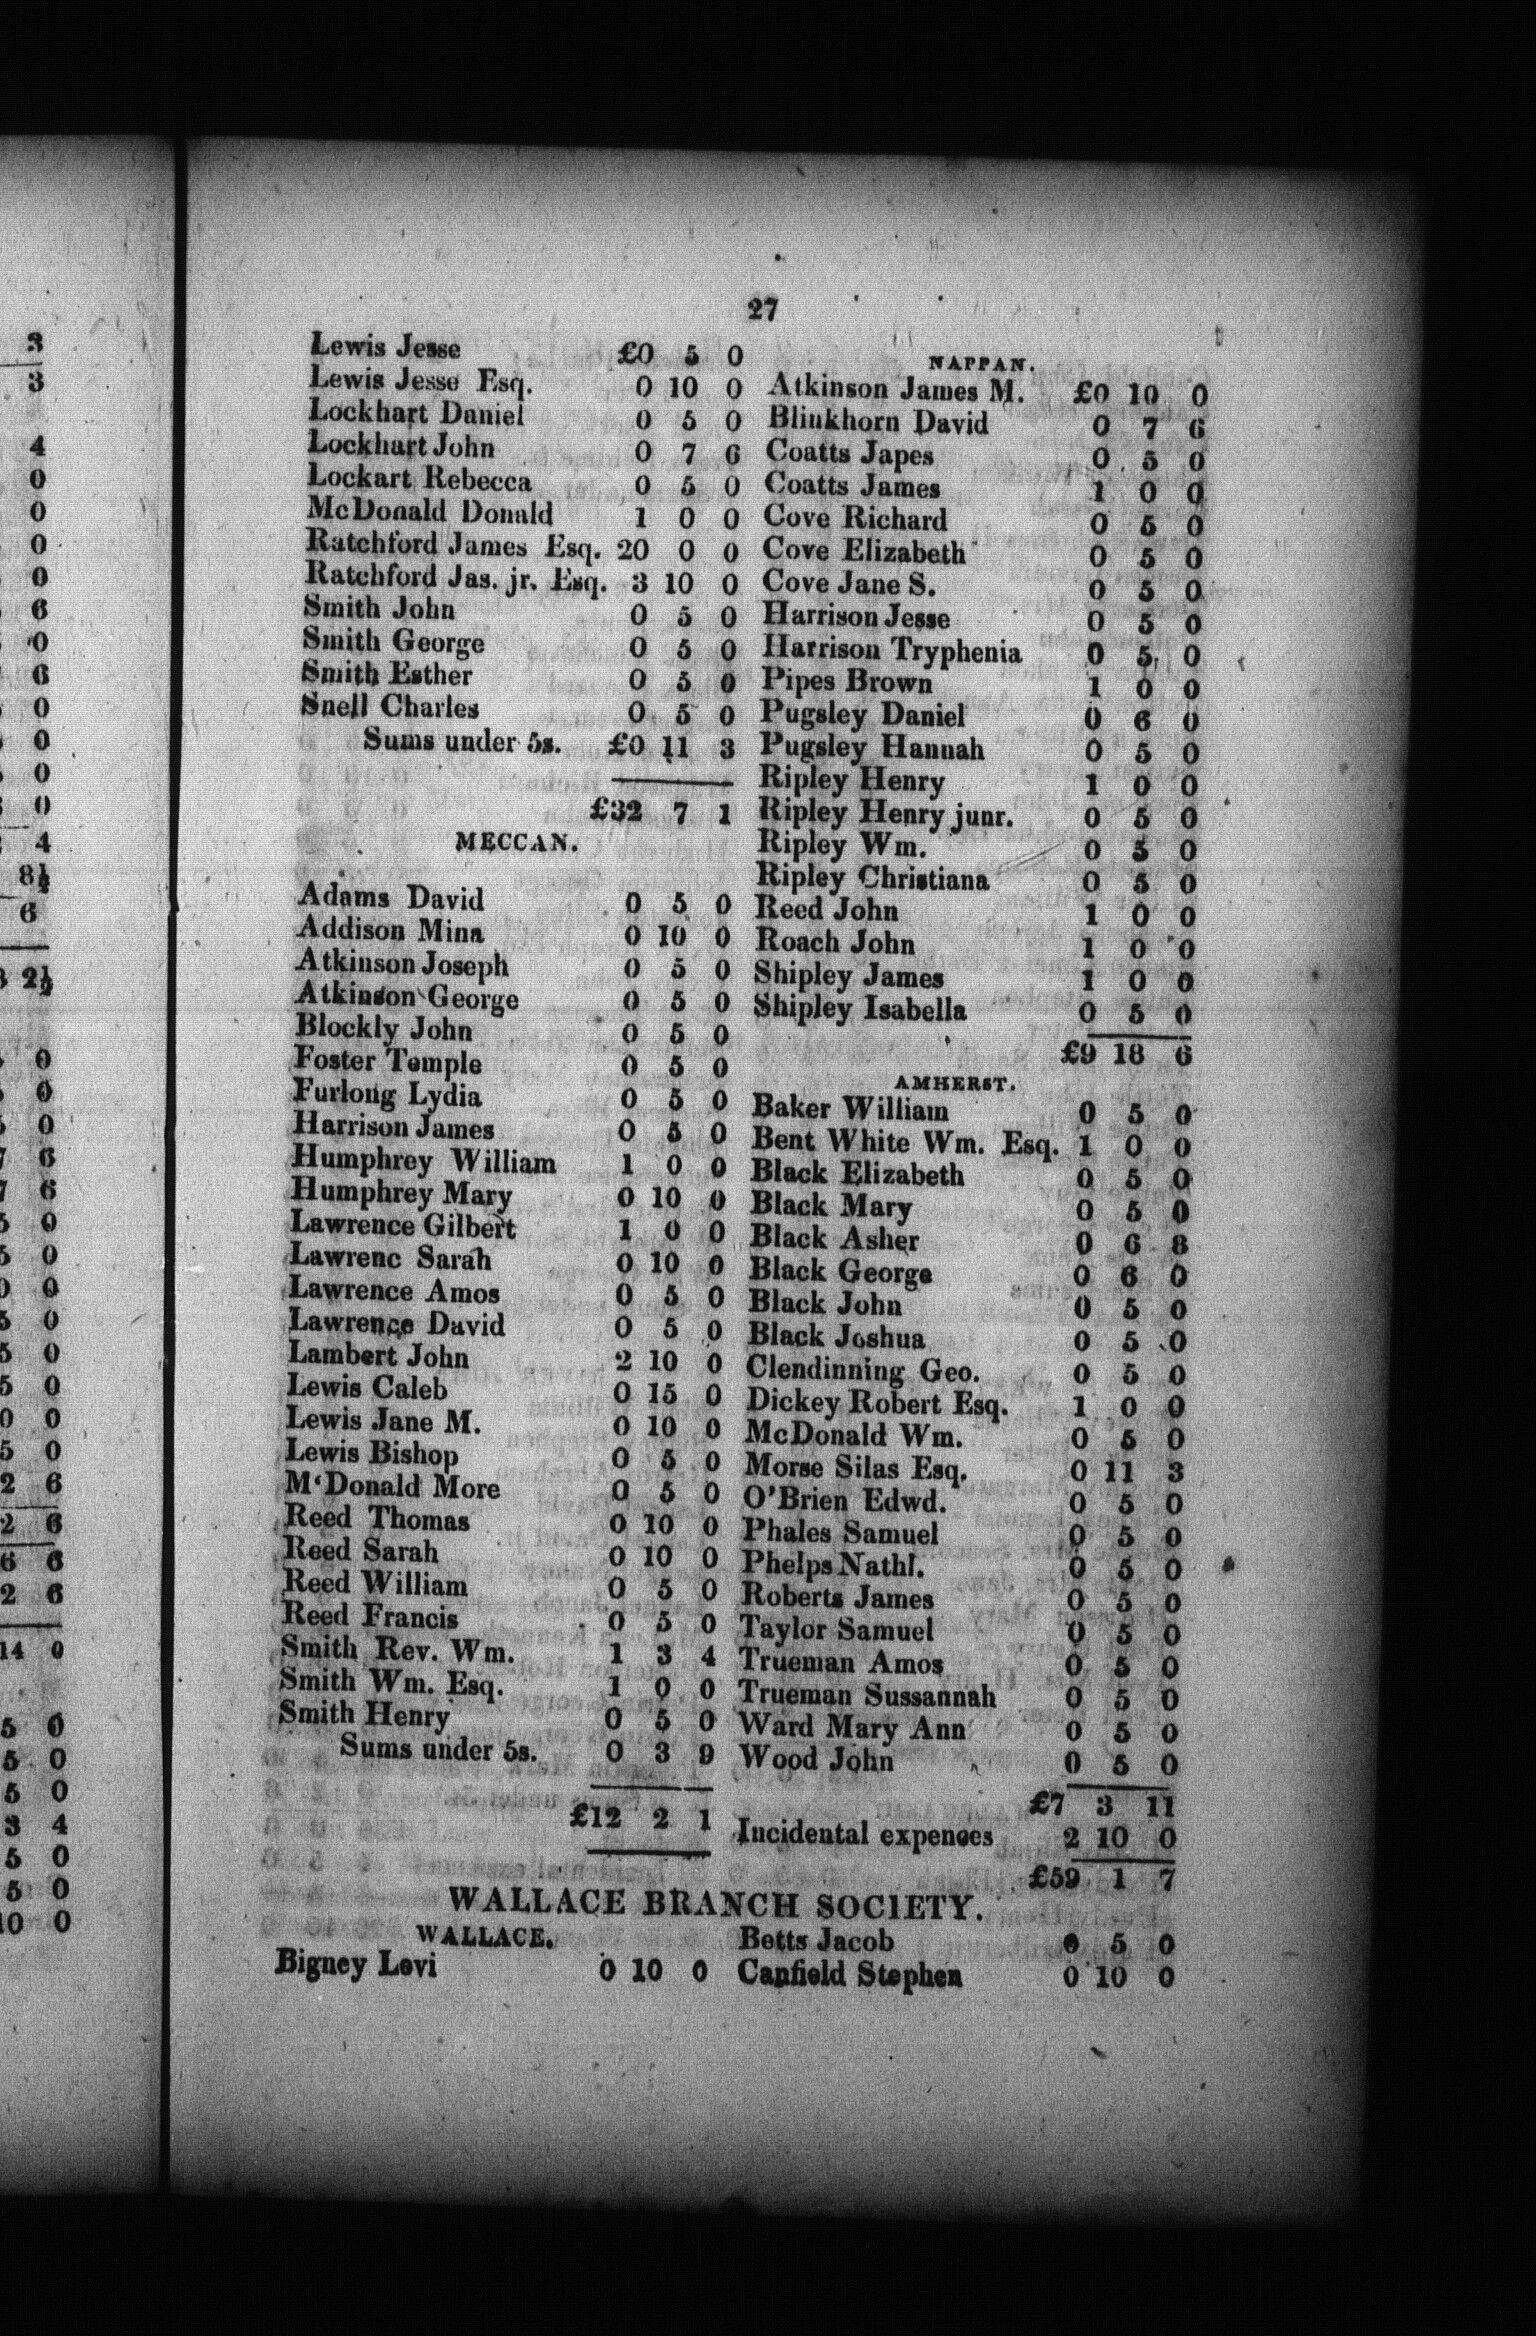 27
Lewis Jesse £0 5 0
Lewis Jesse Esq. 0 10 0
Lockhart Daniel 0 5 0
Lockhart John 0 7 6
Lockart Rebecca 0 5 0
McDonald Donald 1 0 0
Ratchford James Esq. 20 0 0
Ratchford Jas. jr. Esq. 3 10 0
Smith John 0 5 0
Smith George 0 5 0
Smith Esther 0 5 0
Snell Charles 0 5 0
Sums under 5s. £0 11 3
£32 7 1
MECCAN.
Adams David 0 5 0
Addison Mina 0 10 0
Atkinson Joseph 0 5 0
Atkinson George 0 5 0
Blockly John 0 5 0
Foster Temple 0 5 0
Furlong Lydia 0 5 0
Harrison James 0 5 0
Humphrey William 1 0 0
Humphrey Mary 0 10 0
Lawrence Gilbert 1 0 0
Lawrenc Sarah 0 10 0
Lawrence Amos 0 5 0
Lawrence David 0 5 0
Lambert John 2 10 0
Lewis Caleb 0 15 0
Lewis Jane M. 0 10 0
Lewis Bishop 0 5 0
M‘Donald More 0 5 0
Reed Thomas 0 10 0
Reed Sarah 0 10 0
Reed William 0 5 0
Reed Francis 0 5 0
Smith Rev. Wm. 1 3 4
Smith Wm. Esq. 1 0 0
Smith Henry 0 5 0
Sums under 5s. 0 3 9
£12 2 1
NAPPAN.
Atkinson James M. £0 10 0
Blinkhorn David 0 7 6
Coatts Japes 0 5 0
Coatts James 1 0 0
Cove Richard 0 5 0
Cove Elizabeth 0 5 0
Cove Jane S. 0 5 0
Harrison Jesse 0 5 0
Harrison Tryphenia 0 5 0
Pipes Brown 1 0 0
Pugsley Daniel 0 6 0
Pugsley Hannah 0 5 0
Ripley Henry 1 0 0
Ripley Henry junr. 0 5 0
Ripley Wm. 0 5 0
Ripley Christiana 0 5 0
Reed John 1 0 0
Roach John 1 0 0
Shipley James 1 0 0
Shipley Isabella 0 5 0
£9 18 6
AMHERST.
Baker William 0 5 0
Bent White Wm. Esq. 1 0 0
Black Elizabeth 0 5 0
Black Mary 0 5 0
Black Asher 0 6 8
Black George 0 6 0
Black John 0 5 0
Black Joshua 0 5 0
Clendinning Geo. 0 5 0
Dickey Robert Esq. 1 0 0
McDonald Wm. 0 5 0
Morse Silas Esq. 0 11 3
O'Brien Edwd. 0 5 0
Phales Samuel 0 5 0
Phelps Nathl. 0 5 0
Roberts James 0 5 0
Taylor Samuel 0 5 0
Trueman Amos 0 5 0
Trueman Sussannah 0 5 0
Ward Mary Ann 0 5 0
Wood John 0 5 0
£7 3 11
Incidental expences 2 10 0
£59 1 7
WALLACE BRANCH SOCIETY.
WALLACE.
Bigney Levi 0 10 0
Betts Jacob 0 5 0
Canfield Stephen 0 10 0